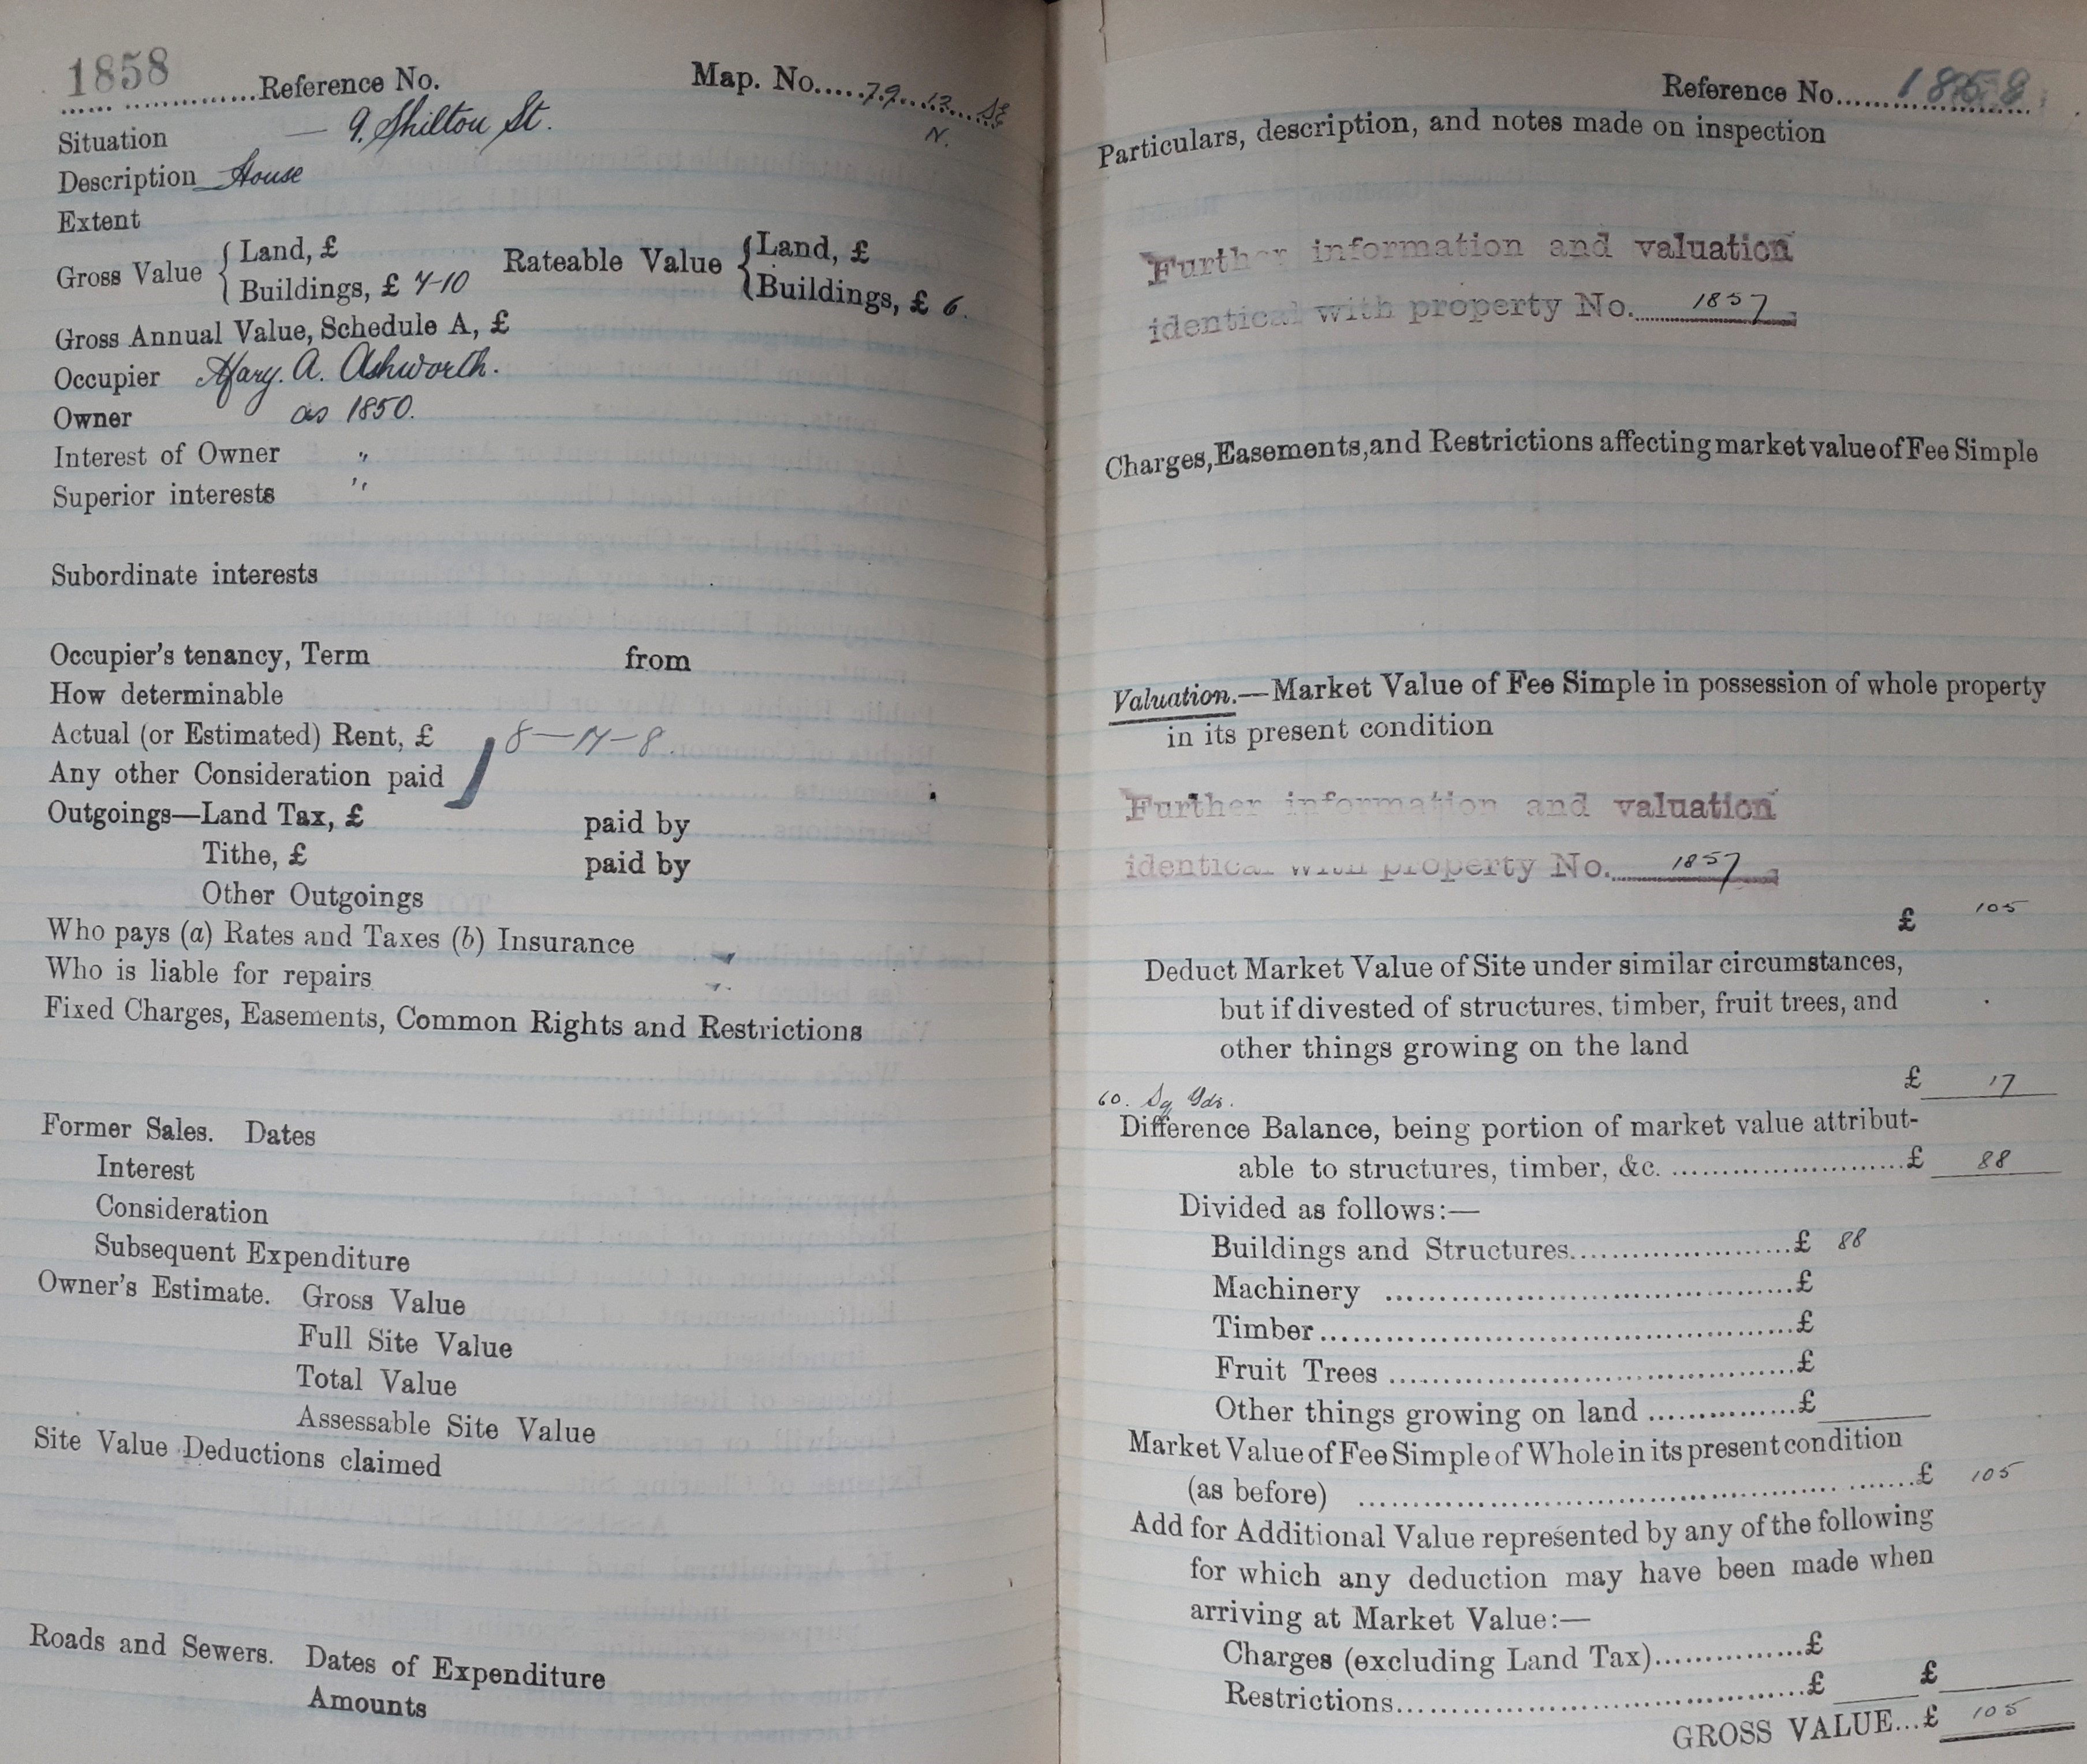 1858 Reference No. Map. No. 79. 13. SE
N.
Situation — 9. Shilton St.
Description House
Extent
Gross Value { Land, £ Rateable Value { Land, £
Buildings, £ 7-10 Buildings, £ 6.
Gross Annual Value, Schedule A, £
Occupier Mary. A. Ashworth.
Owner as 1850.
Interest of Owner "
Superior interests "
Subordinate interests
Occupier's tenancy, Term from
How determinable
Actual (or Estimated) Rent, £ 8-14-8.
Any other Consideration paid
Outgoings—Land Tax, £ paid by
Tithe, £ paid by
Other Outgoings
Who pays (a) Rates and Taxes (b) Insurance
Who is liable for repairs
Fixed Charges, Easements, Common Rights and Restrictions
Former Sales. Dates
Interest
Consideration
Subsequent Expenditure
Owner's Estimate. Gross Value
Full Site Value
Total Value
Assessable Site Value
Site Value Deductions claimed
Roads and Sewers. Dates of Expenditure
Amounts
Reference No. 1858
Particulars, description, and notes made on inspection
Further information and valuation
identical with property No. 1857
Charges, Easements, and Restrictions affecting market value of Fee Simple
Valuation.—Market Value of Fee Simple in possession of whole property
in its present condition
Further information and valuation
identical with property No. 1857
£ 105
Deduct Market Value of Site under similar circumstances,
but if divested of structures, timber, fruit trees, and
other things growing on the land
£ 17
60. Sq Yds.
Difference Balance, being portion of market value attribut-
able to structures, timber, &c. £ 88
Divided as follows:—
Buildings and Structures £ 88
Machinery £
Timber £
Fruit Trees £
Other things growing on land £
Market Value of Fee Simple of Whole in its present condition
(as before) £ 105
Add for Additional Value represented by any of the following
for which any deduction may have been made when
arriving at Market Value:—
Charges (excluding Land Tax) £
Restrictions £ £
GROSS VALUE...£ 105